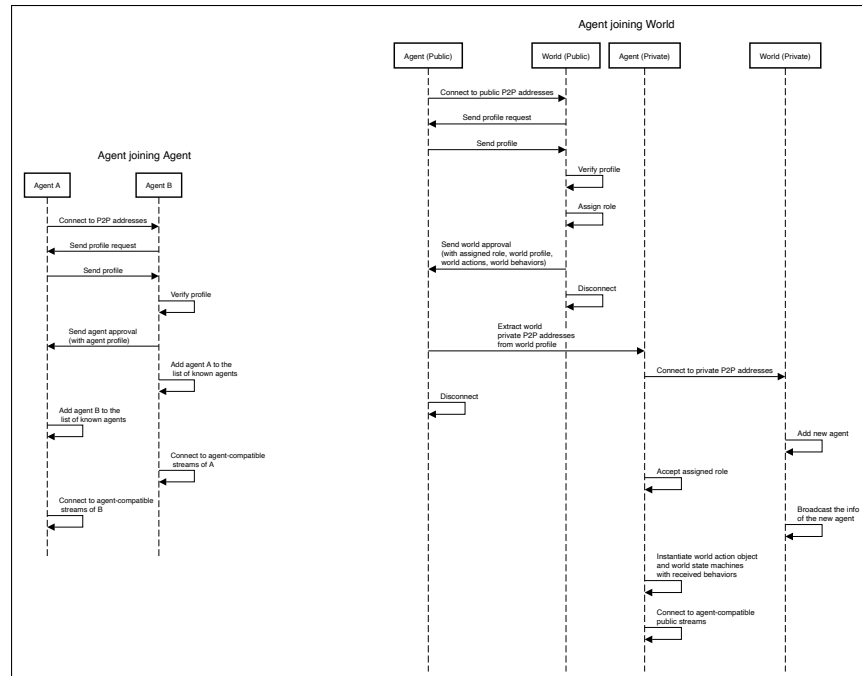 Agent joining World
Agent (Public)
World (Public)
Agent (Private)
World (Private)
Connect to public P2P addresses
Send profile request
Send profile
Verify profile
Assign role
Send world approval
(with assigned role, world profile,
world actions, world behaviors)
Disconnect
Extract world
private P2P addresses
from world profile
Connect to private P2P addresses
Disconnect
Add new agent
Accept assigned role
Broadcast the info
of the new agent
Instantiate world action object
and world state machines
with received behaviors
Connect to agent-compatible
public streams
Agent joining Agent
Agent A
Agent B
Connect to P2P addresses
Send profile request
Send profile
Verify profile
Send agent approval
(with agent profile)
Add agent A to the
list of known agents
Add agent B to the
list of known agents
Connect to agent-compatible
streams of A
Connect to agent-compatible
streams of B